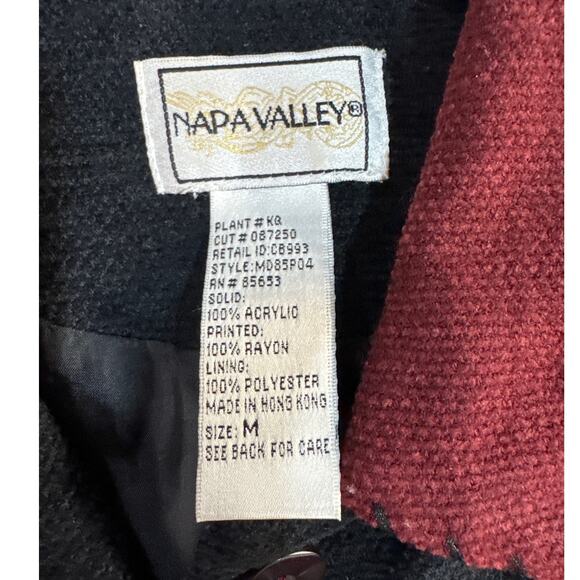 NAPA VALLEY®
PLANT # KQ
CUT # 087250
RETAIL ID:CB993
STYLE:MD85P04
RN # 85653
SOLID:
100% ACRYLIC
PRINTED:
100% RAYON
LINING:
100% POLYESTER
MADE IN HONG KONG
SIZE: M
SEE BACK FOR CARE